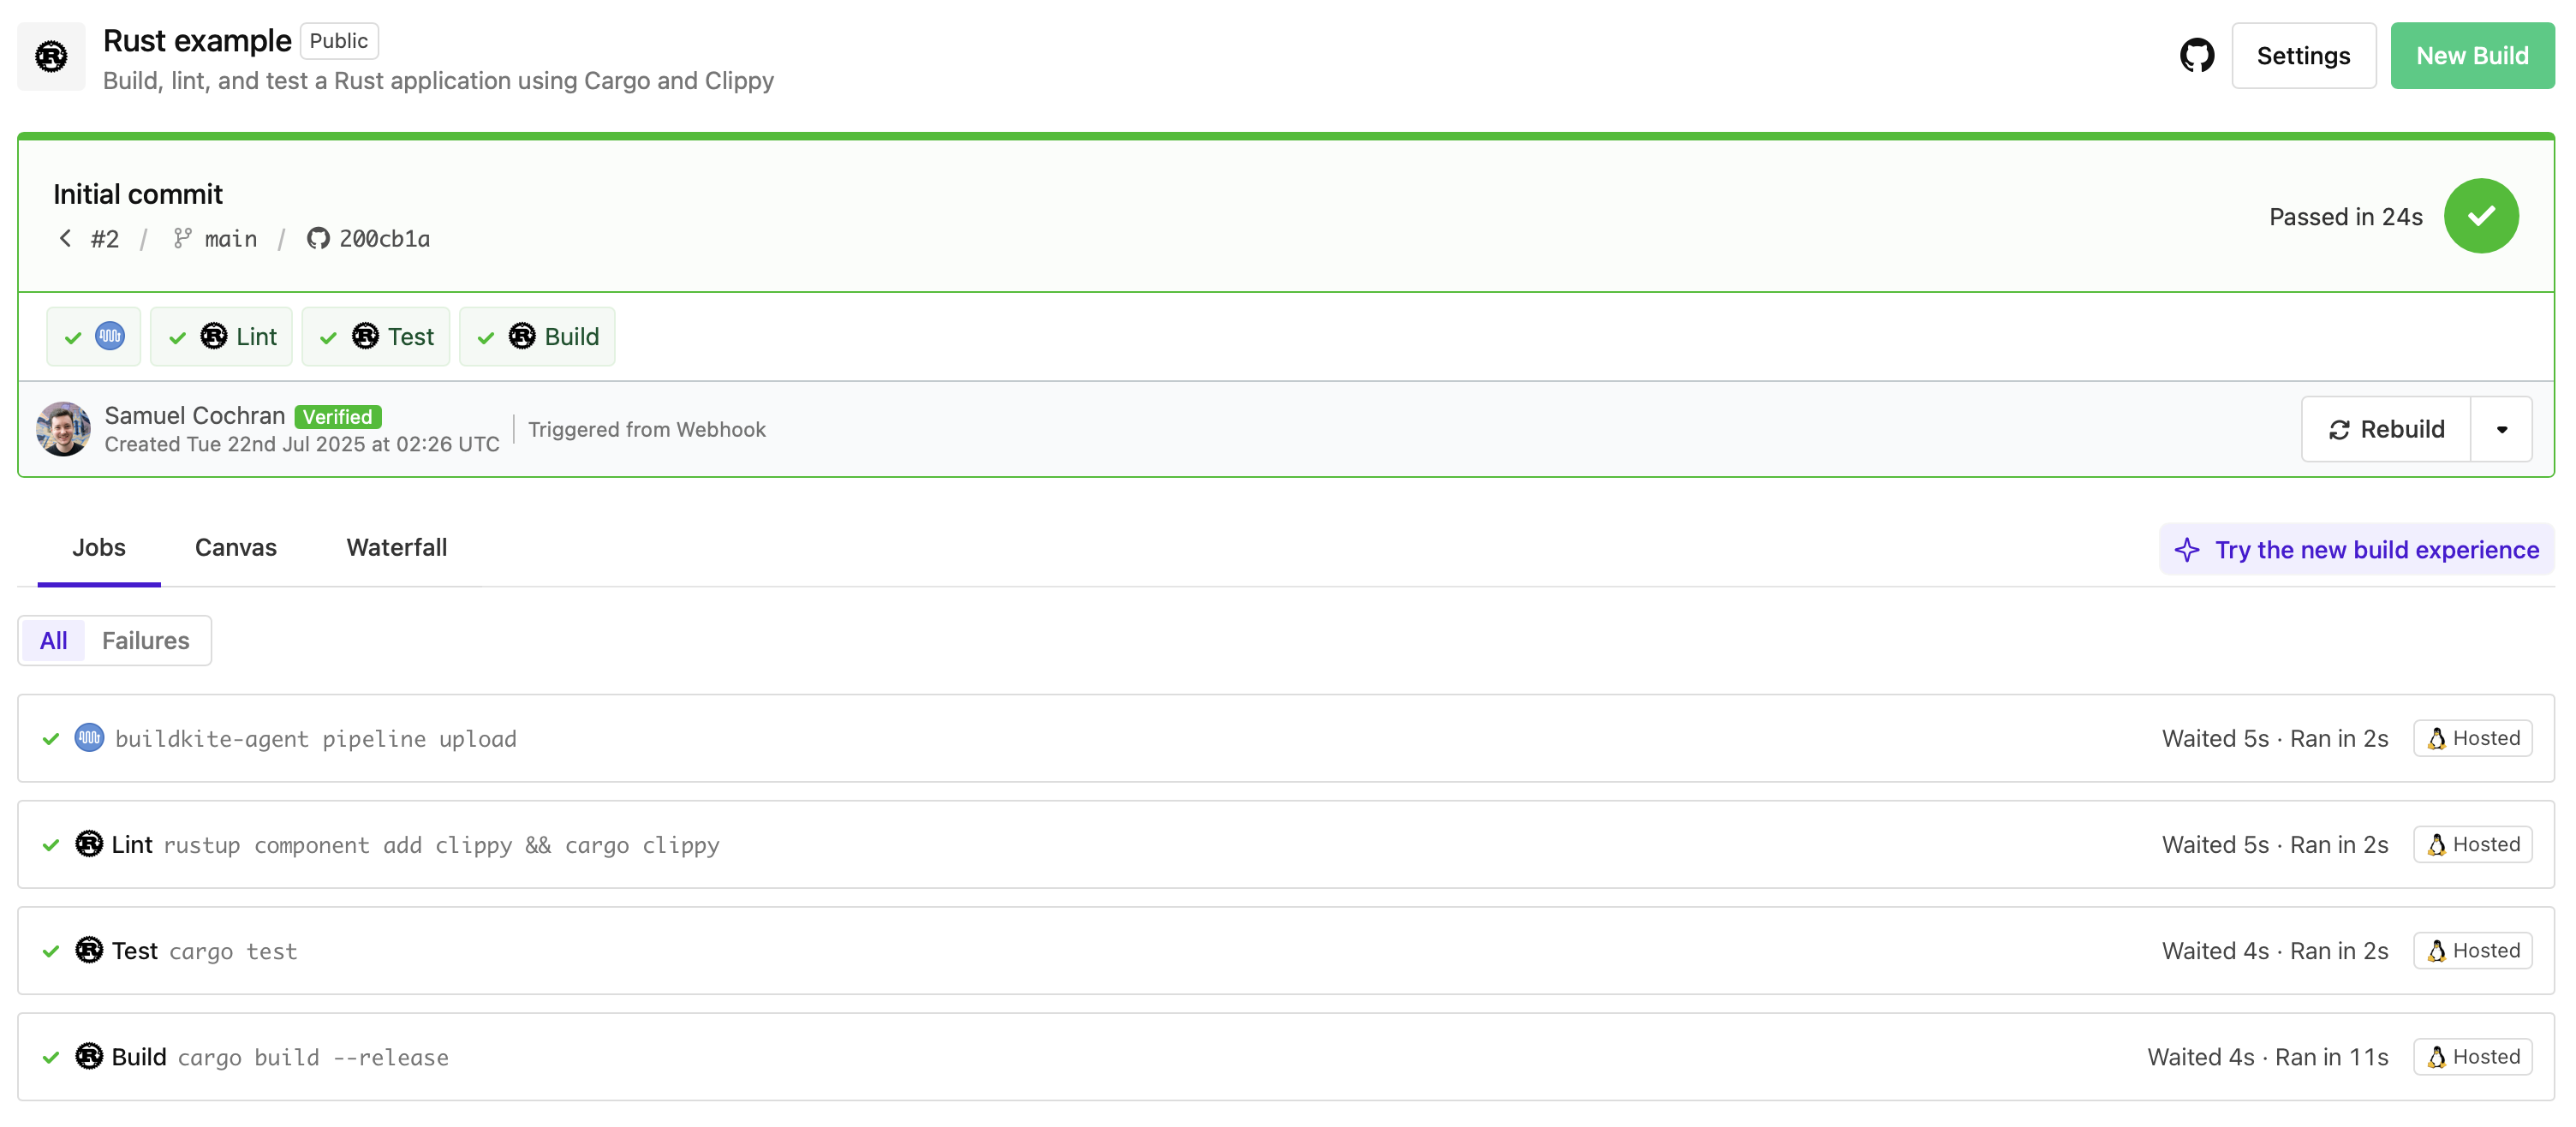 Rust example Public
Build, lint, and test a Rust application using Cargo and Clippy
Settings
New Build
Initial commit
#2 / main / 200cb1a
Passed in 24s
Lint
Test
Build
Samuel Cochran Verified
Created Tue 22nd Jul 2025 at 02:26 UTC
Triggered from Webhook
Rebuild
Jobs
Canvas
Waterfall
Try the new build experience
All
Failures
buildkite-agent pipeline upload
Waited 5s · Ran in 2s
Hosted
Lint rustup component add clippy && cargo clippy
Waited 5s · Ran in 2s
Hosted
Test cargo test
Waited 4s · Ran in 2s
Hosted
Build cargo build --release
Waited 4s · Ran in 11s
Hosted